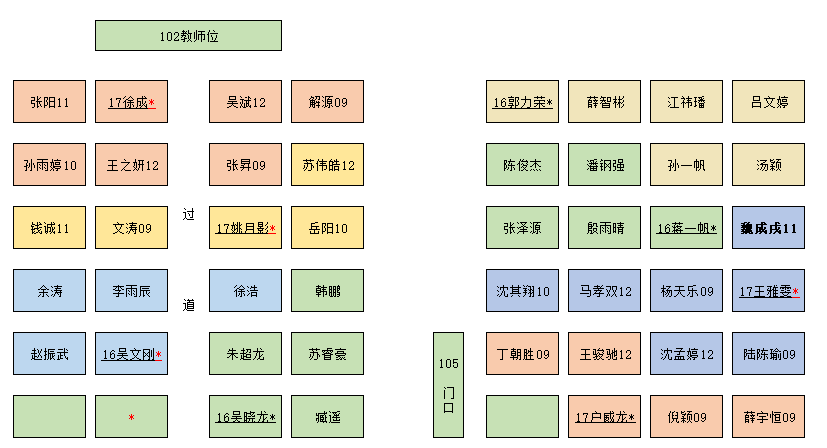 102教师位
张阳11 17徐成* 吴斌12 解源09 16郭力荣* 薛智彬 江祎璠 吕文婷
孙雨婷10 王之妍12 张昇09 苏伟皓12 陈俊杰 潘钢强 孙一帆 汤颖
钱诚11 文涛09 过 17姚月影* 岳阳10 张泽源 殷雨晴 16蒋一帆* 魏成戌11
余涛 李雨辰 道 徐浩 韩鹏 沈其翔10 马孝双12 杨天乐09 17王雅雯*
赵振武 16吴文刚* 朱超龙 苏睿豪 105 丁朝胜09 王骏驰12 沈孟婷12 陆陈瑜09
门
口
* 16吴晓龙* 臧遥 17户威龙* 倪颖09 薛宇恒09